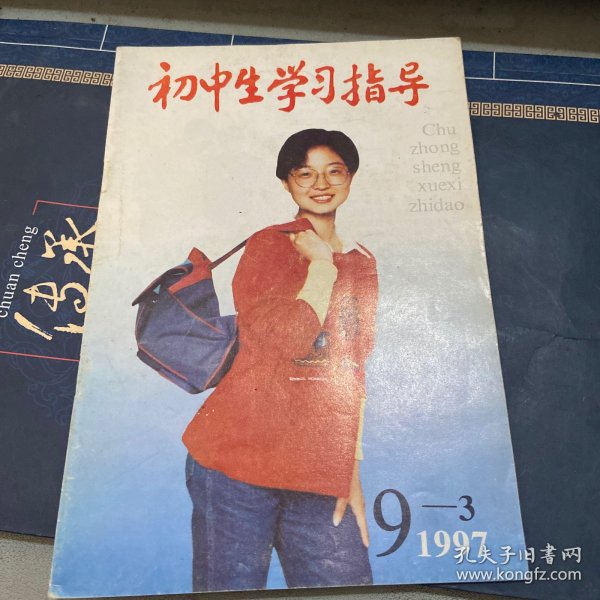 初中生学习指导
Chu
zhong
sheng
xuexi
zhidao
chuan cheng
传承
9—3
1997
孔夫子旧书网
www.kongfz.com